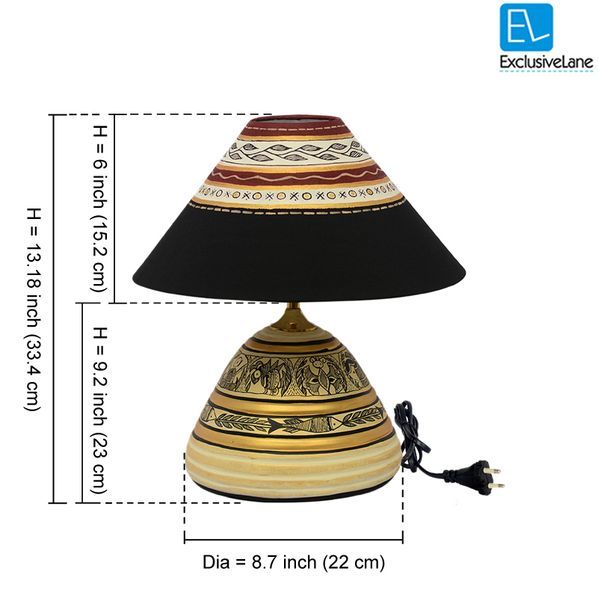 EL
ExclusiveLane
H = 6 inch (15.2 cm)
H = 13.18 inch (33.4 cm)
H = 9.2 inch (23 cm)
Dia = 8.7 inch (22 cm)